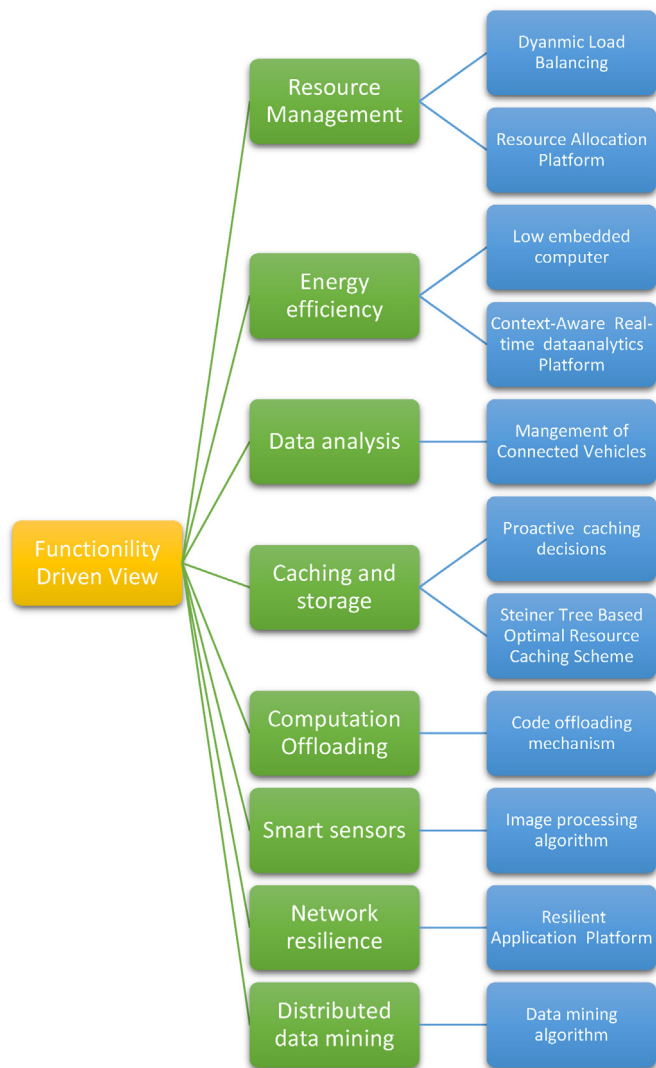 Functionility
Driven View
Resource
Management
Dyanmic Load
Balancing
Resource Allocation
Platform
Energy
efficiency
Low embedded
computer
Context-Aware Real-
time dataanalytics
Platform
Data analysis
Mangement of
Connected Vehicles
Caching and
storage
Proactive caching
decisions
Steiner Tree Based
Optimal Resource
Caching Scheme
Computation
Offloading
Code offloading
mechanism
Smart sensors
Image processing
algorithm
Network
resilience
Resilient
Application Platform
Distributed
data mining
Data mining
algorithm